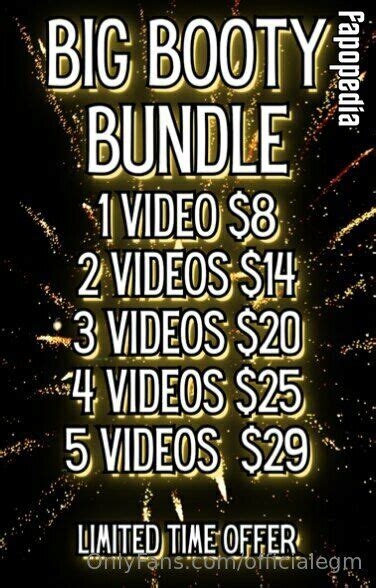 Fapopedia
BIG BOOTY
BUNDLE
1 VIDEO $8
2 VIDEOS $14
3 VIDEOS $20
4 VIDEOS $25
5 VIDEOS $29
LIMITED TIME OFFER
OnlyFans.com/officialegm